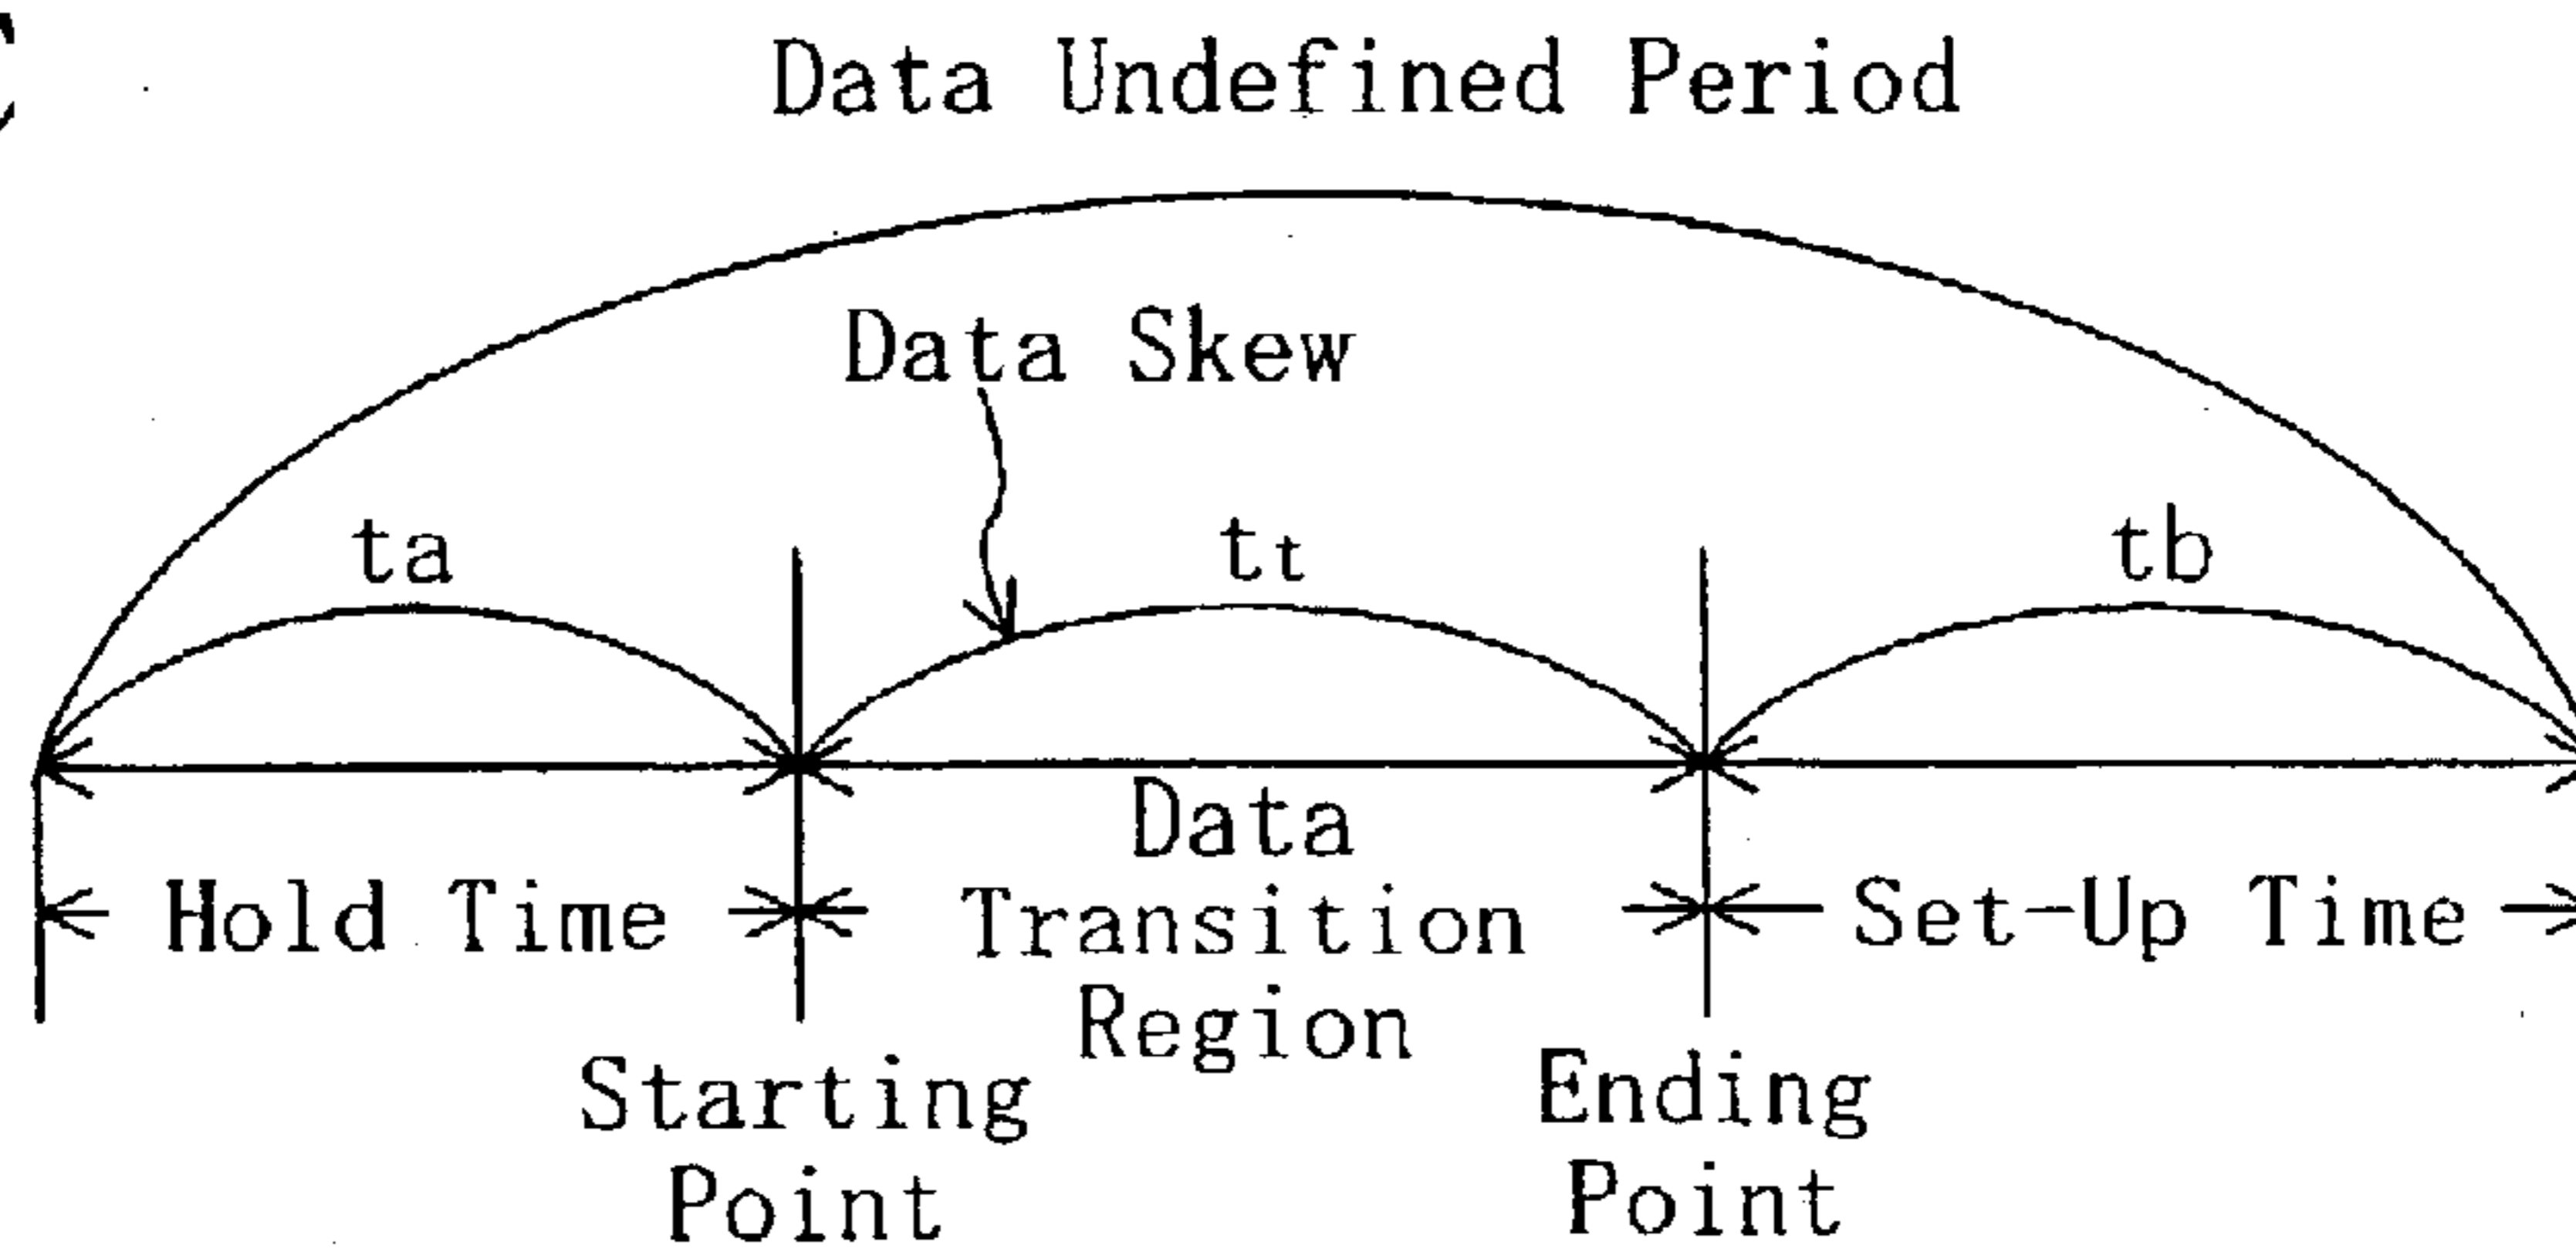 Data Undefined Period
Data Skew
ta
tt
tb
Hold Time
Data
Transition
Region
Set-Up Time
Starting
Point
Ending
Point